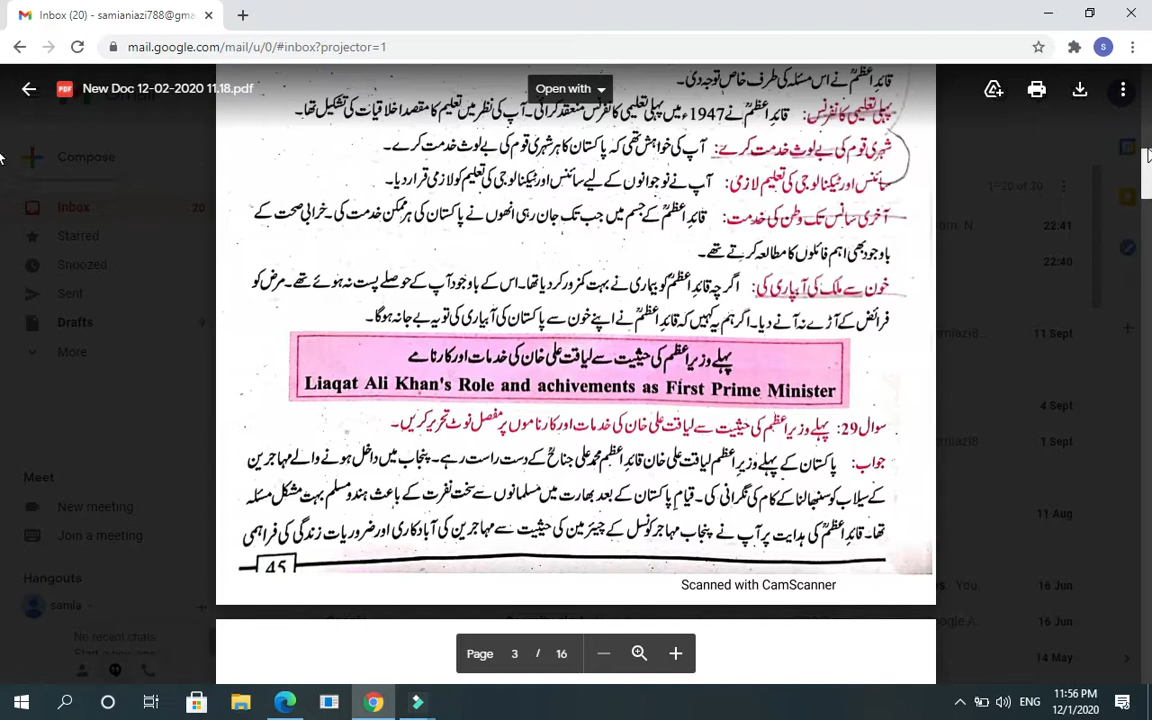 Inbox (20) - samianiazi788@gma
mail.google.com/mail/u/0/#inbox?projector=1
New Doc 12-02-2020 11.18.pdf
Open with
Compose
Inbox 20
Starred
Snoozed
Sent
Drafts
More
Meet
New meeting
Join a meeting
Hangouts
samia
No recent chats
1–20 of 20
22:41
22:40
11 Sept
4 Sept
1 Sept
11 Aug
16 Jun
16 Jun
14 May
قائداعظمؒ نے اس مسئلہ کی طرف خاص توجہ دی۔
پہلی تعلیمی کانفرنس: قائداعظمؒ نے 1947ء میں پہلی تعلیمی کانفرنس منعقد کرائی۔ آپ کی نظر میں تعلیم کا مقصد اخلاقیات کی تشکیل تھا۔
شہری قوم کی بے لوث خدمت کرے: آپ کی خواہش تھی کہ پاکستان کا ہر شہری قوم کی بے لوث خدمت کرے۔
سائنس اور ٹیکنالوجی کی تعلیم لازمی: آپ نے نوجوانوں کے لیے سائنس اور ٹیکنالوجی کی تعلیم کو لازمی قرار دیا۔
آخری سانس تک وطن کی خدمت: قائداعظمؒ کے جسم میں جب تک جان رہی انھوں نے پاکستان کی ہر ممکن خدمت کی۔ خرابی صحت کے
باوجود بھی اہم فائلوں کا مطالعہ کرتے تھے۔
خون سے ملک کی آبیاری کی: اگرچہ قائداعظمؒ کو بیماری نے بہت کمزور کر دیا تھا۔ اس کے باوجود آپ کے حوصلے پست نہ ہوئے تھے۔ مرض کو
فرائض کے آڑے نہ آنے دیا۔ اگر ہم یہ کہیں کہ قائداعظمؒ نے اپنے خون سے پاکستان کی آبیاری کی تو یہ بے جا نہ ہوگا۔
پہلے وزیراعظم کی حیثیت سے لیاقت علی خان کی خدمات اور کارنامے
Liaqat Ali Khan's Role and achivements as First Prime Minister
سوال 29: پہلے وزیراعظم کی حیثیت سے لیاقت علی خان کی خدمات اور کارناموں پر مفصل نوٹ تحریر کریں۔
جواب: پاکستان کے پہلے وزیراعظم لیاقت علی خان قائداعظم محمد علی جناحؒ کے دست راست رہے۔ پنجاب میں داخل ہونے والے مہاجرین
کے سیلاب کو سنبھالنا کے کام کی نگرانی کی۔ قیام پاکستان کے بعد بھارت میں مسلمانوں سے سخت نفرت کے باعث ہندو مسلم بہت مشکل مسئلہ
تھا۔ قائداعظمؒ کی ہدایت پر آپ نے پنجاب مہاجر کونسل کے چیئرمین کی حیثیت سے مہاجرین کی آبادکاری اور ضروریات زندگی کی فراہمی
45
Scanned with CamScanner
Page 3 / 16
ENG
11:56 PM
12/1/2020